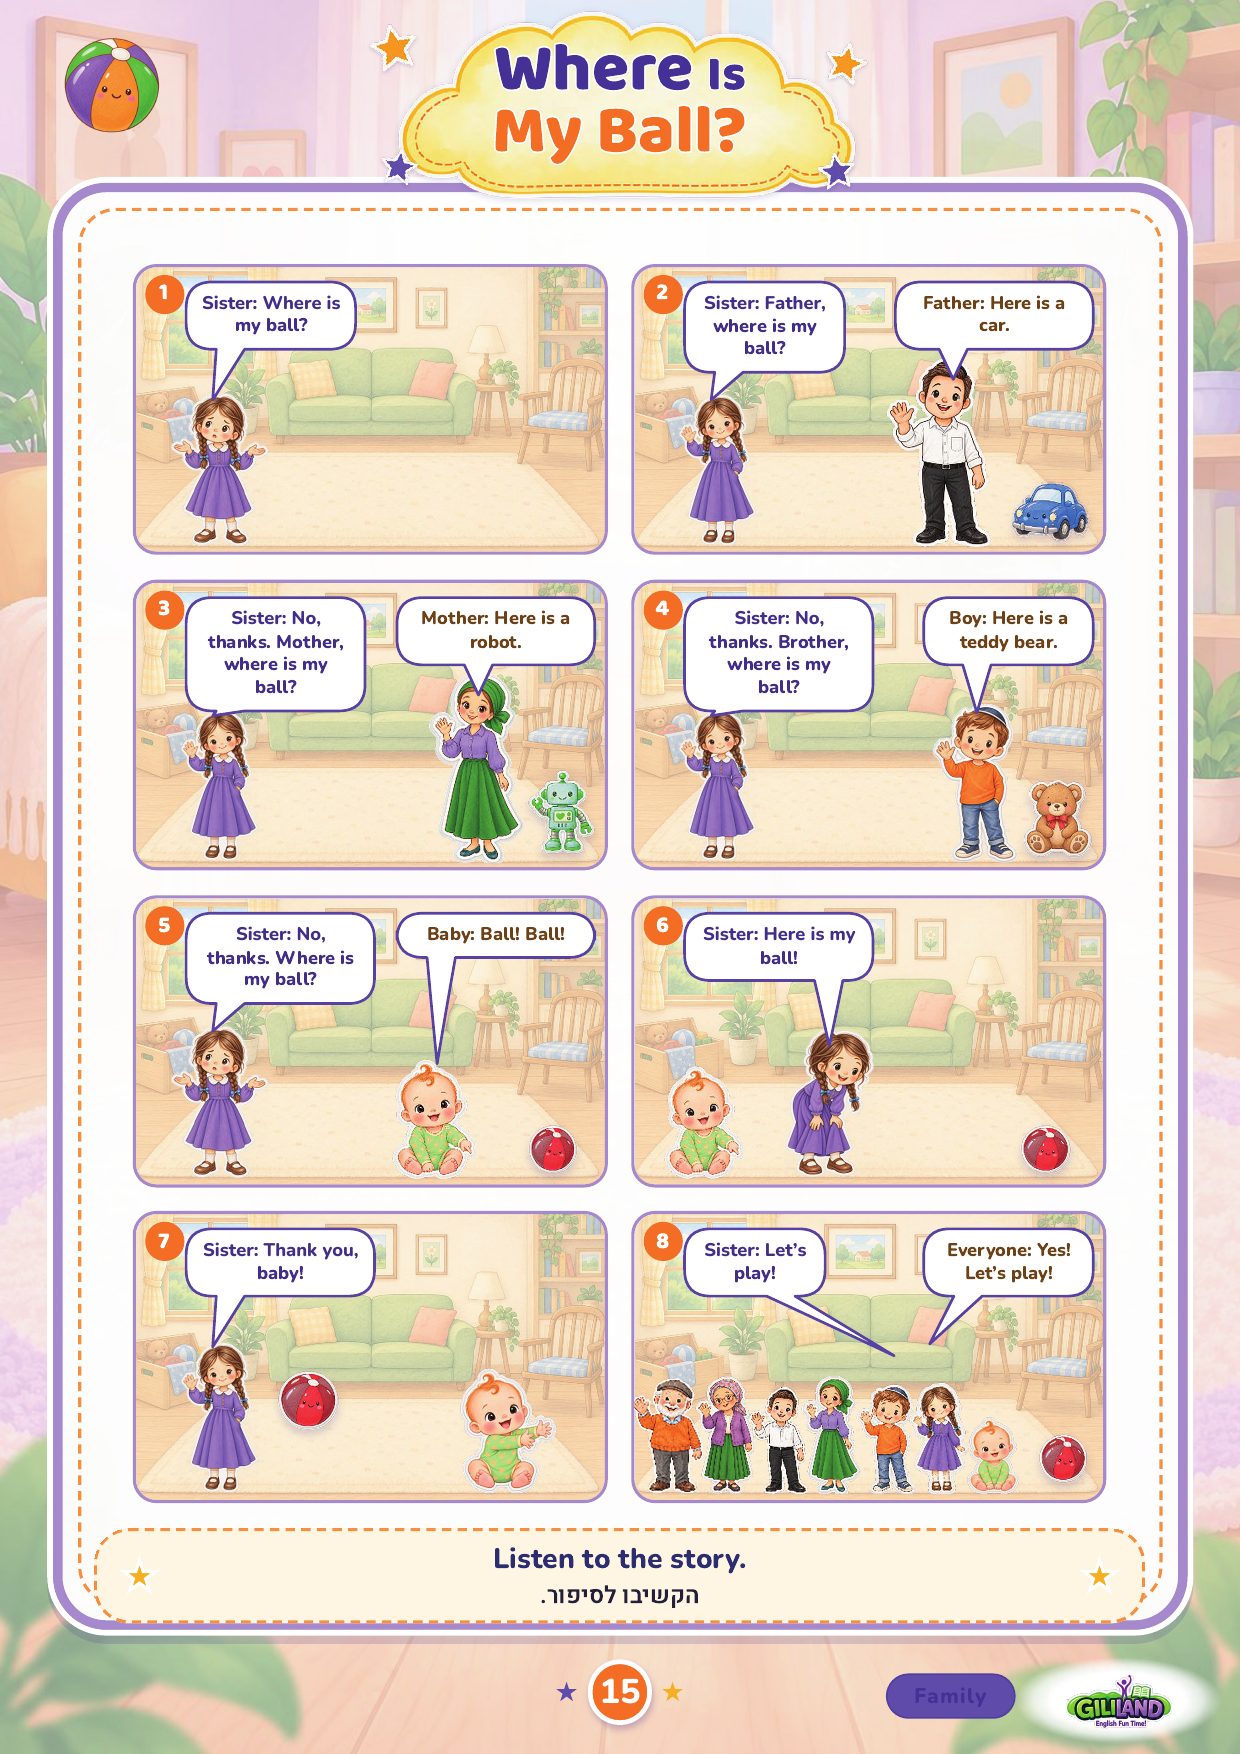 Where Is
My Ball?
1
Sister: Where is
my ball?
2
Sister: Father,
where is my
ball?
Father: Here is a
car.
3
Sister: No,
thanks. Mother,
where is my
ball?
Mother: Here is a
robot.
4
Sister: No,
thanks. Brother,
where is my
ball?
Boy: Here is a
teddy bear.
5
Sister: No,
thanks. Where is
my ball?
Baby: Ball! Ball!
6
Sister: Here is my
ball!
7
Sister: Thank you,
baby!
8
Sister: Let's
play!
Everyone: Yes!
Let's play!
Listen to the story.
הקשיבו לסיפור.
15
Family
GILILAND
English Fun Time!